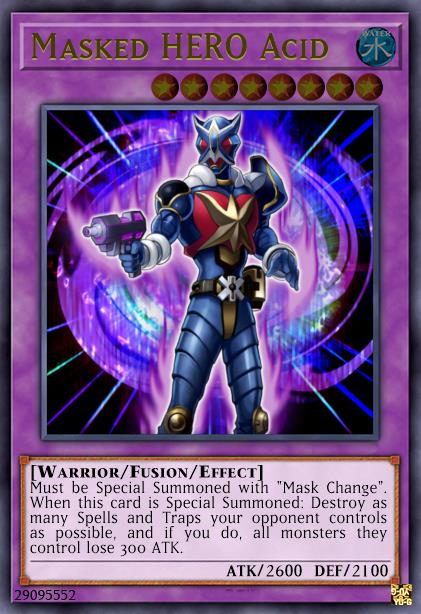 Masked HERO Acid
WATER
水
[Warrior/Fusion/Effect]
Must be Special Summoned with "Mask Change".
When this card is Special Summoned: Destroy as
many Spells and Traps your opponent controls
as possible, and if you do, all monsters they
control lose 300 ATK.
ATK/2600 DEF/2100
29095552